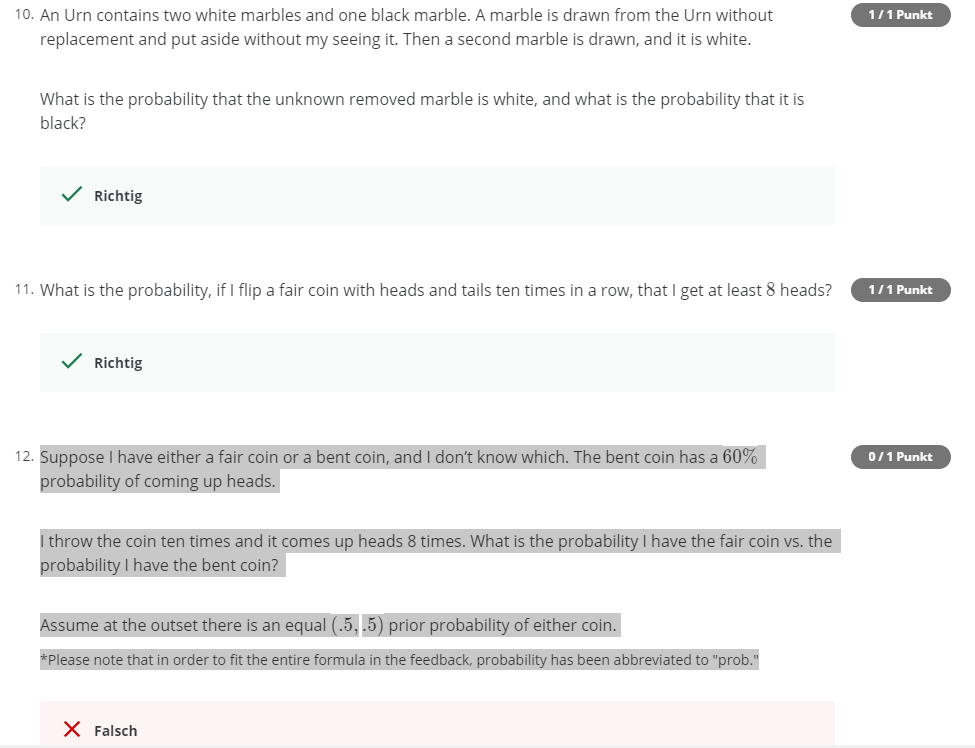 10. An Urn contains two white marbles and one black marble. A marble is drawn from the Urn without
1 / 1 Punkt
replacement and put aside without my seeing it. Then a second marble is drawn, and it is white.
What is the probability that the unknown removed marble is white, and what is the probability that it is
black?
Richtig
11. What is the probability, if I flip a fair coin with heads and tails ten times in a row, that I get at least 8 heads?
1 / 1 Punkt
Richtig
12. Suppose I have either a fair coin or a bent coin, and I don't know which. The bent coin has a 60%
0 / 1 Punkt
probability of coming up heads.
I throw the coin ten times and it comes up heads 8 times. What is the probability I have the fair coin vs. the
probability I have the bent coin?
Assume at the outset there is an equal (.5, .5) prior probability of either coin.
*Please note that in order to fit the entire formula in the feedback, probability has been abbreviated to "prob."
Falsch